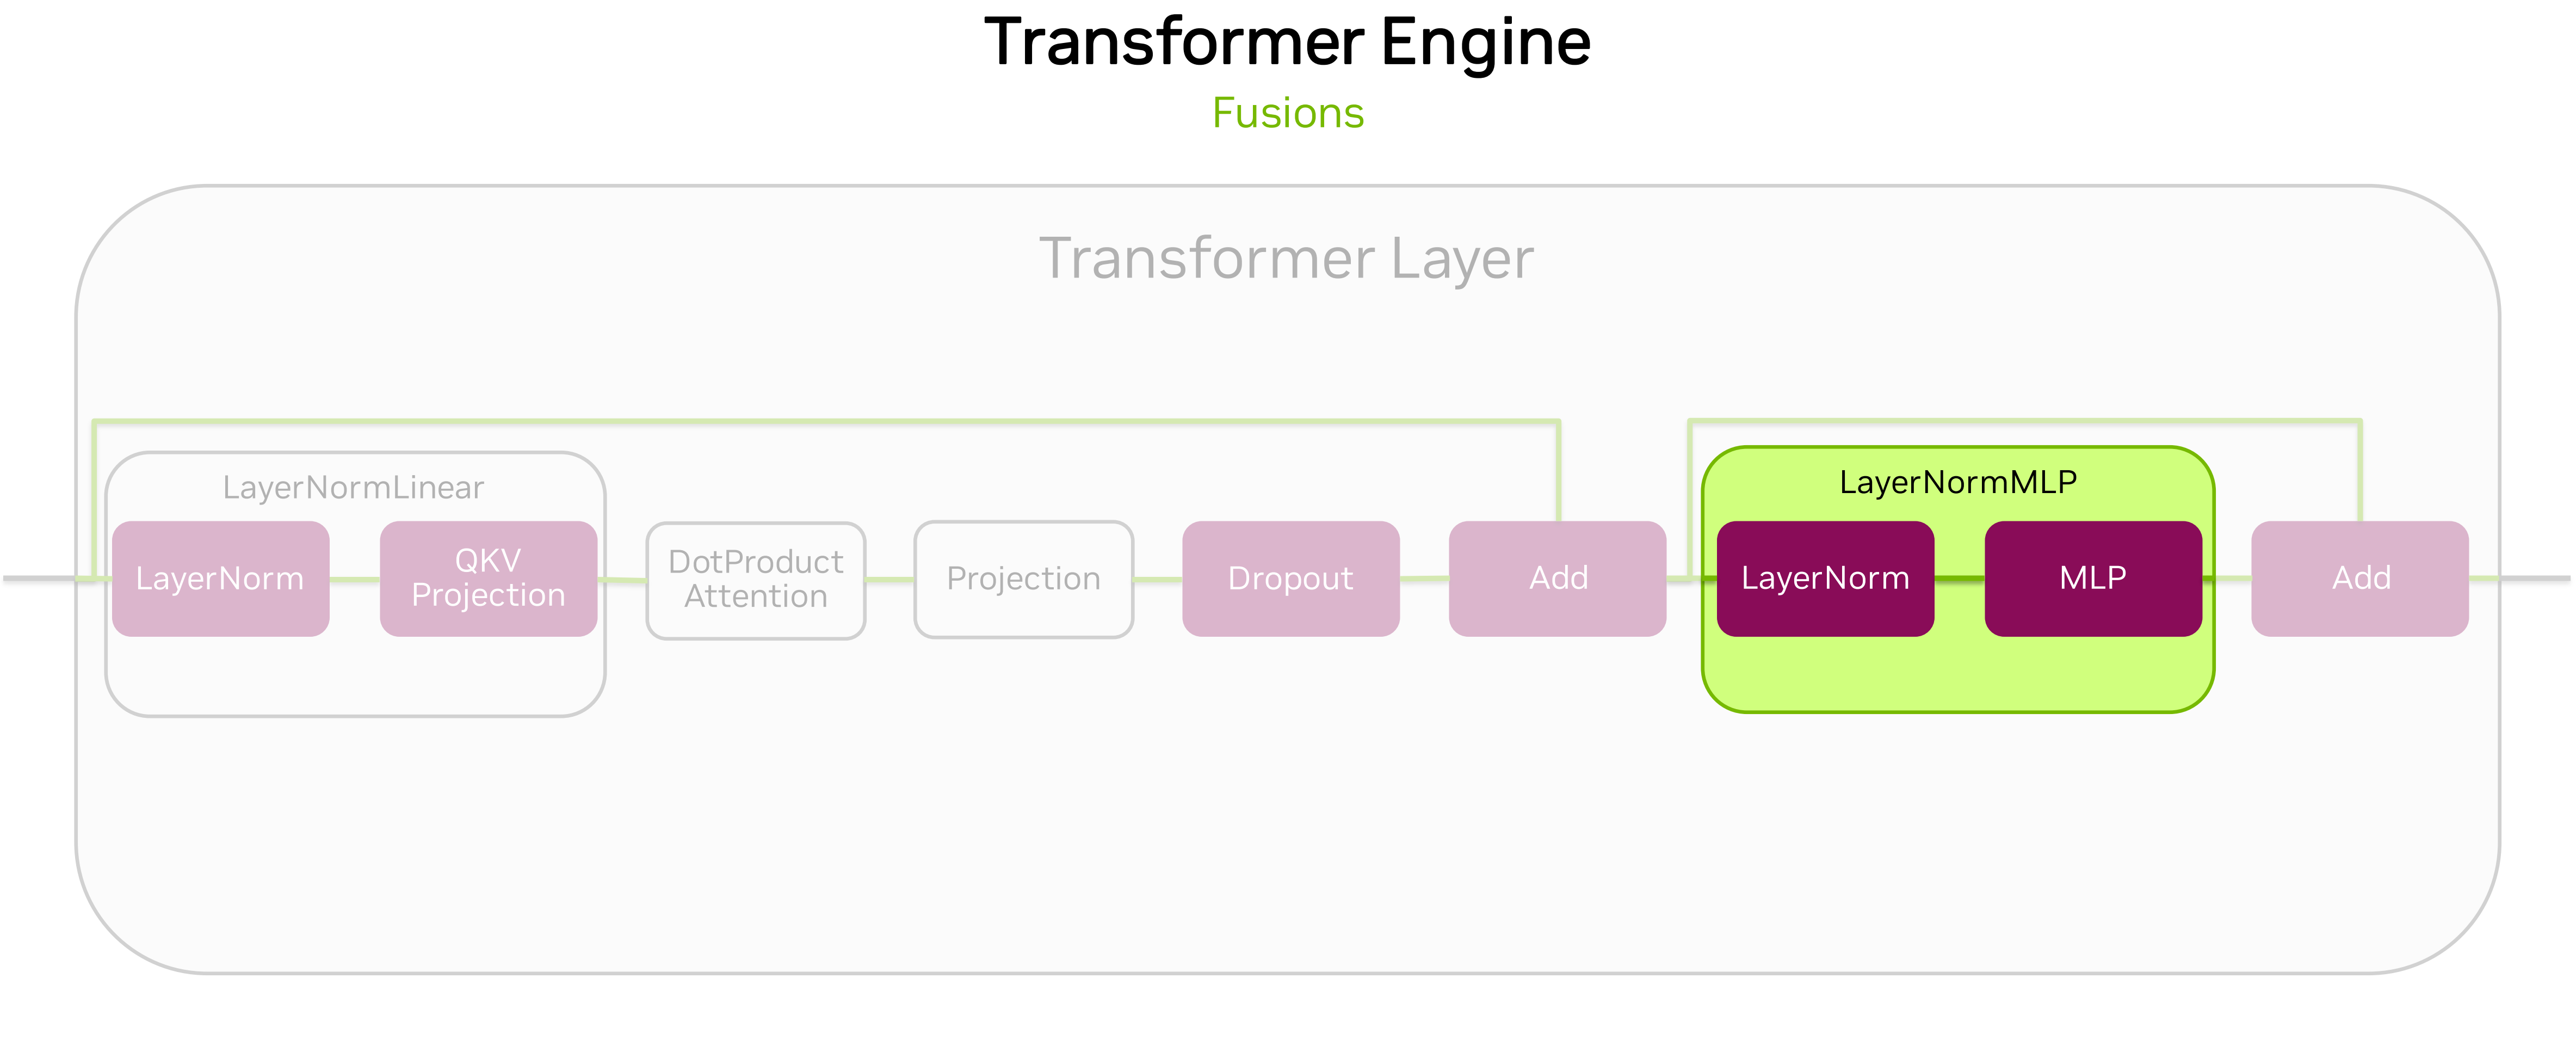 Transformer Engine
Fusions
Transformer Layer
LayerNormLinear
LayerNorm
QKV
Projection
DotProduct
Attention
Projection
Dropout
Add
LayerNormMLP
LayerNorm
MLP
Add